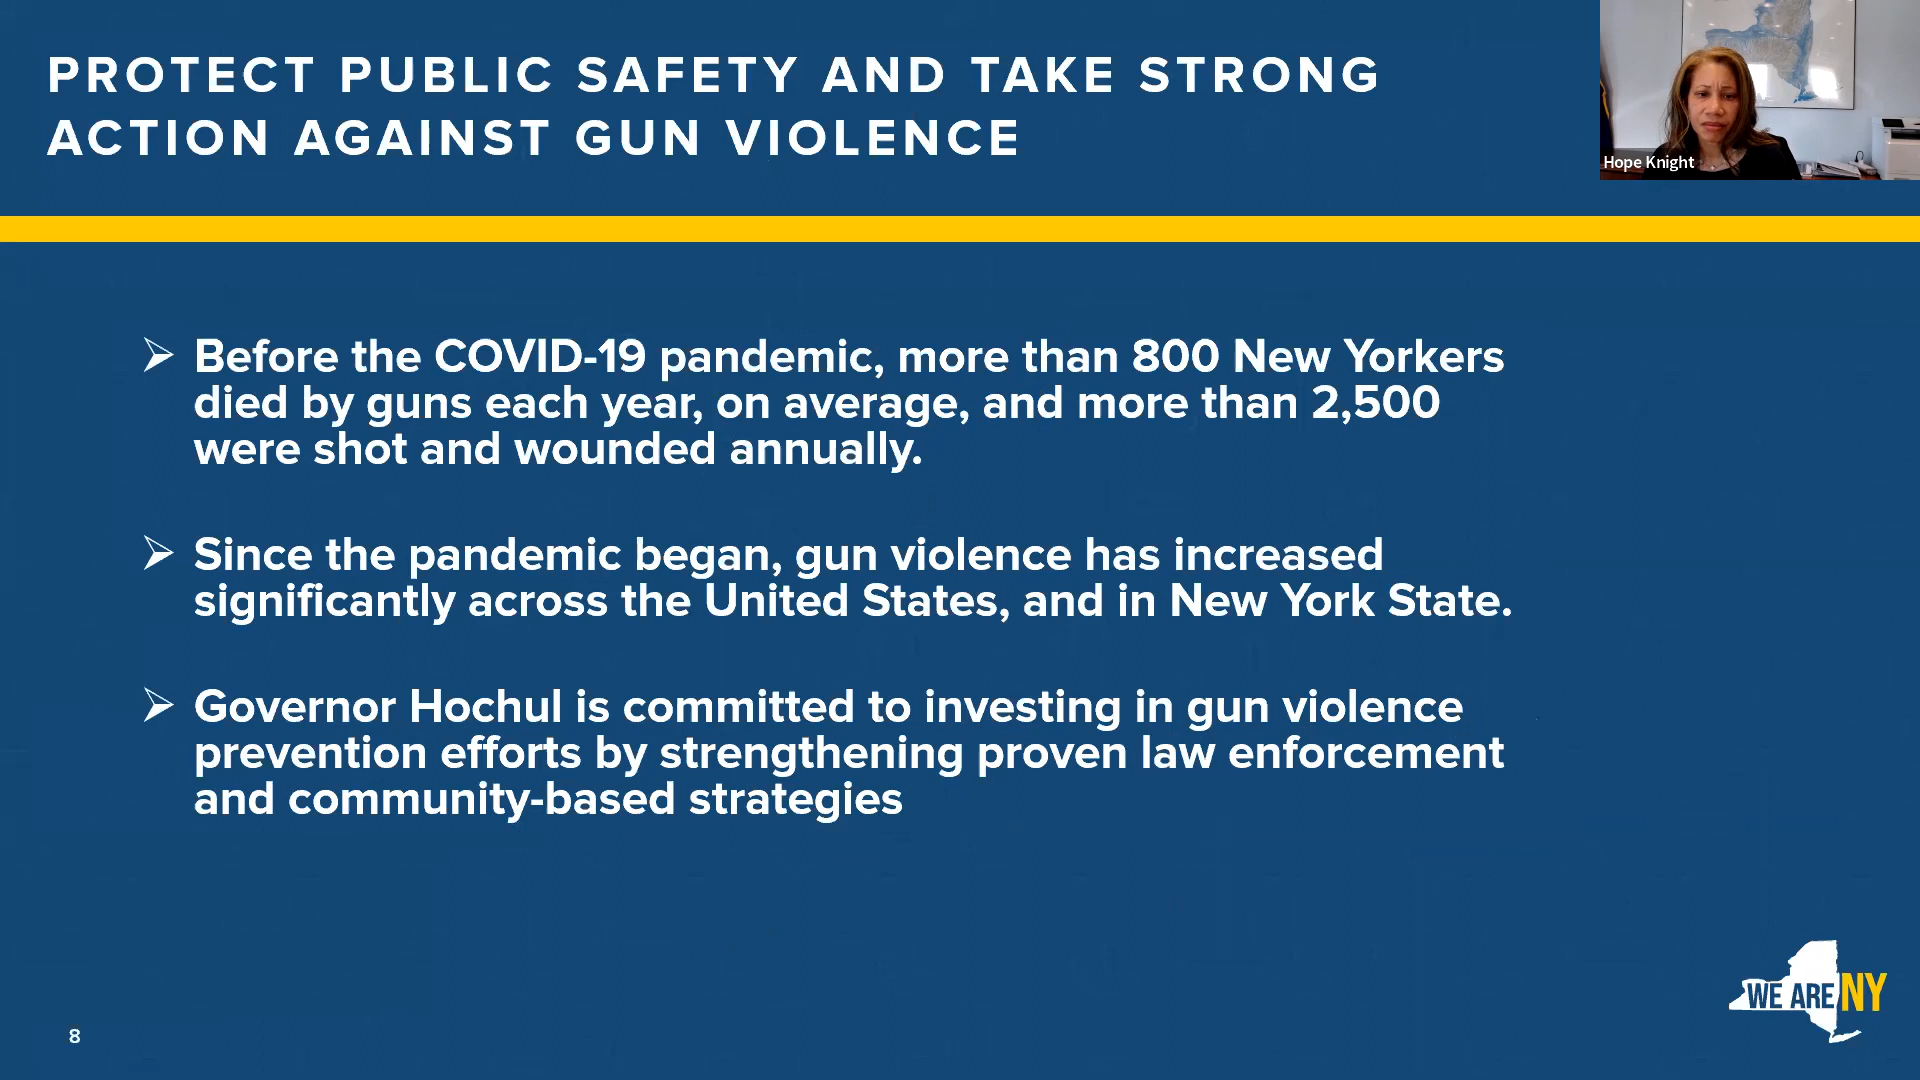 PROTECT PUBLIC SAFETY AND TAKE STRONG
ACTION AGAINST GUN VIOLENCE
Hope Knight
➢ Before the COVID-19 pandemic, more than 800 New Yorkers
died by guns each year, on average, and more than 2,500
were shot and wounded annually.
➢ Since the pandemic began, gun violence has increased
significantly across the United States, and in New York State.
➢ Governor Hochul is committed to investing in gun violence
prevention efforts by strengthening proven law enforcement
and community-based strategies
WE ARE NY
8